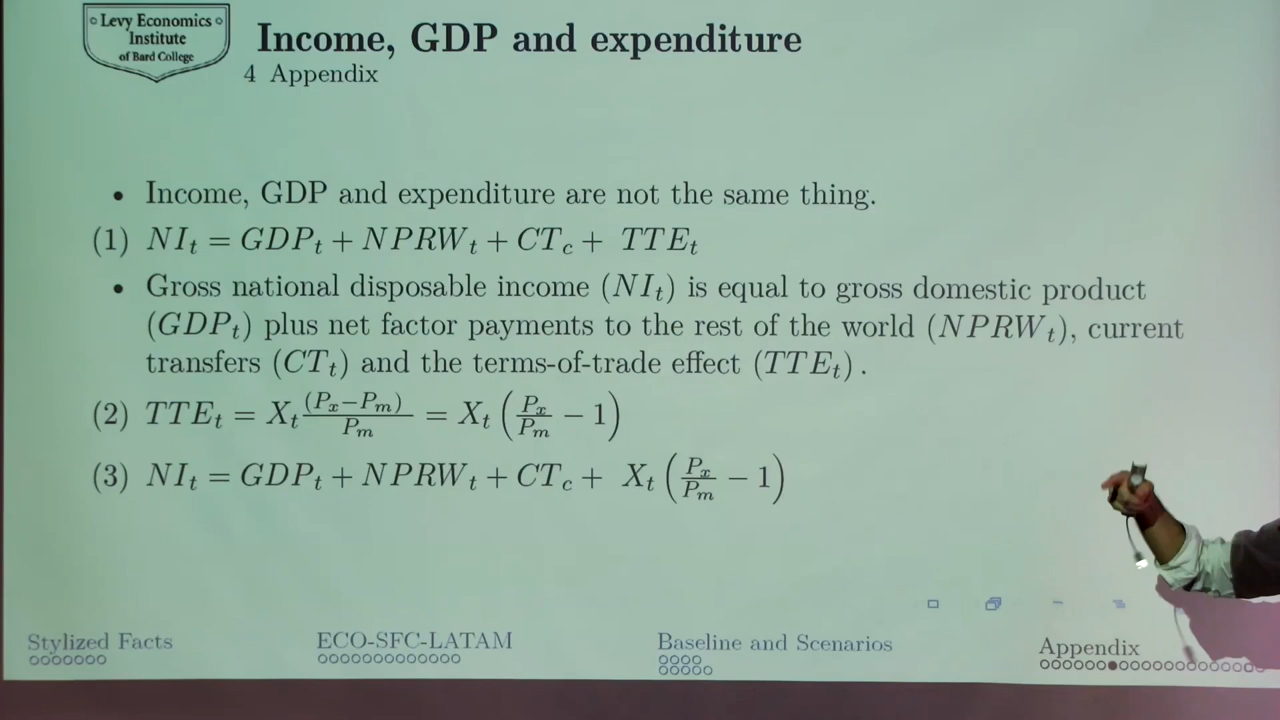 Levy Economics
Institute
of Bard College
Income, GDP and expenditure
4 Appendix
• Income, GDP and expenditure are not the same thing.
(1) NI_t = GDP_t + NPRW_t + CT_c + TTE_t
• Gross national disposable income (NI_t) is equal to gross domestic product
(GDP_t) plus net factor payments to the rest of the world (NPRW_t), current
transfers (CT_t) and the terms-of-trade effect (TTE_t).
(2) TTE_t = X_t (P_x−P_m)/P_m = X_t (P_x/P_m − 1)
(3) NI_t = GDP_t + NPRW_t + CT_c + X_t (P_x/P_m − 1)
Stylized Facts
ECO-SFC-LATAM
Baseline and Scenarios
Appendix